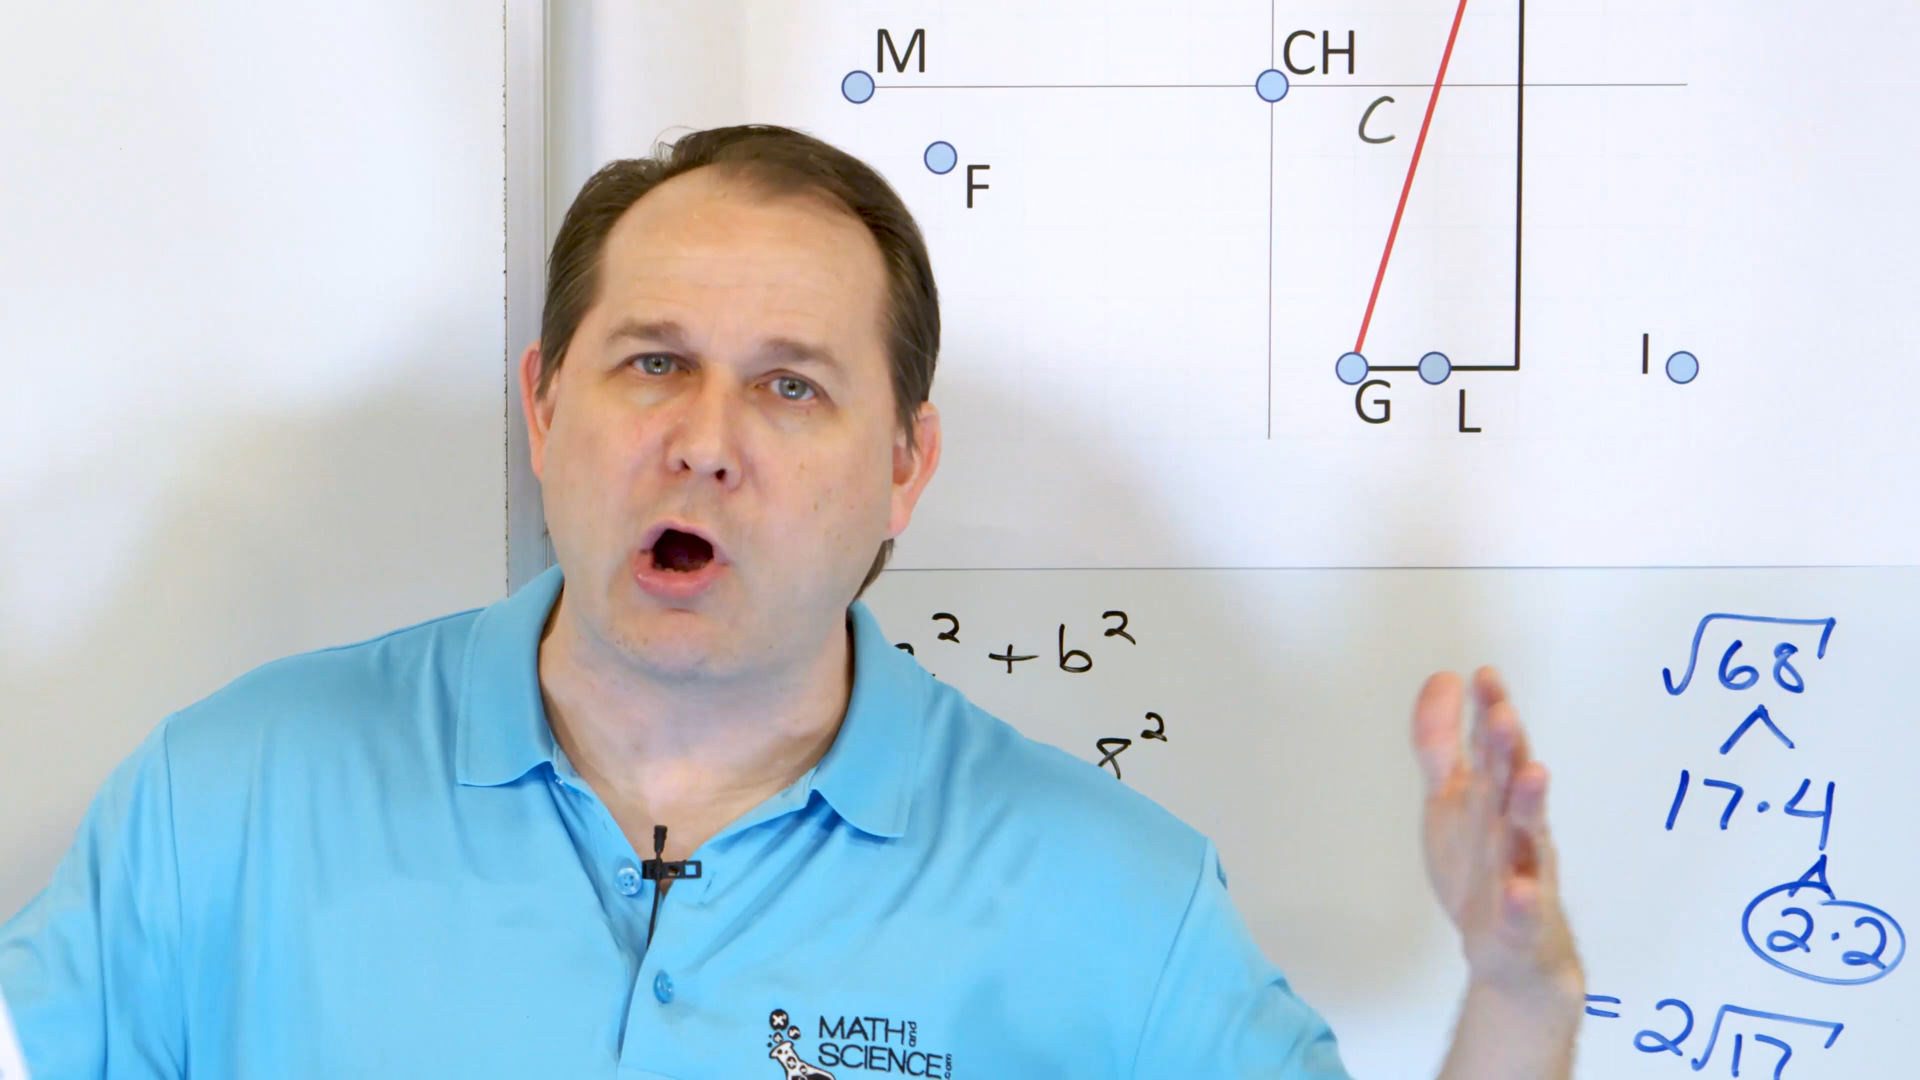 M
CH
C
F
I
G
L
² + b²
8²
√68
17·4
2·2
= 2√17
MATH and
SCIENCE.com